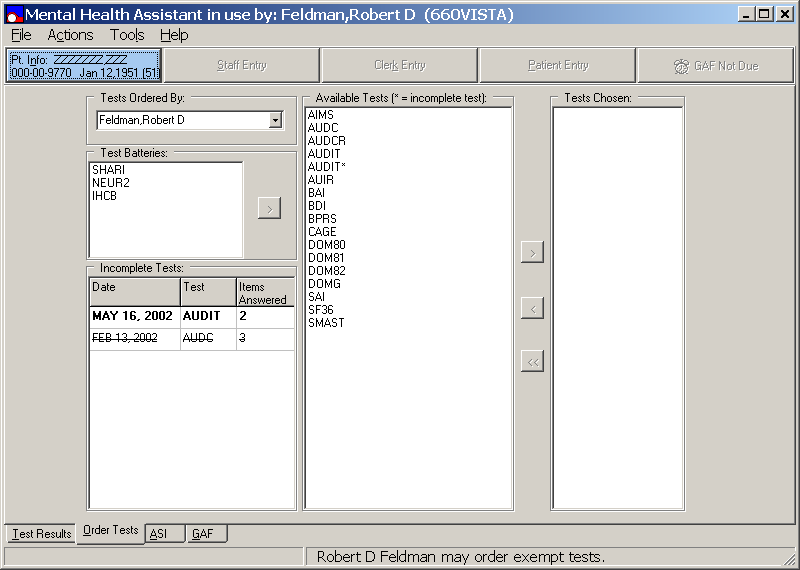 Mental Health Assistant in use by: Feldman,Robert D (660VISTA)
File Actions Tools Help
Pt. Info: ZZZZZZZZ,ZZZ
000-00-9770 Jan 12,1951 (51)
Staff Entry
Clerk Entry
Patient Entry
GAF Not Due
Tests Ordered By:
Feldman,Robert D
Test Batteries:
SHARI
NEUR2
IHCB
>
Incomplete Tests:
Date Test Items Answered
MAY 16, 2002 AUDIT 2
FEB 13, 2002 AUDC 3
Available Tests (* = incomplete test):
AIMS
AUDC
AUDCR
AUDIT
AUDIT*
AUIR
BAI
BDI
BPRS
CAGE
DOM80
DOM81
DOM82
DOMG
SAI
SF36
SMAST
>
<
<<
Tests Chosen:
Test Results Order Tests ASI GAF
Robert D Feldman may order exempt tests.